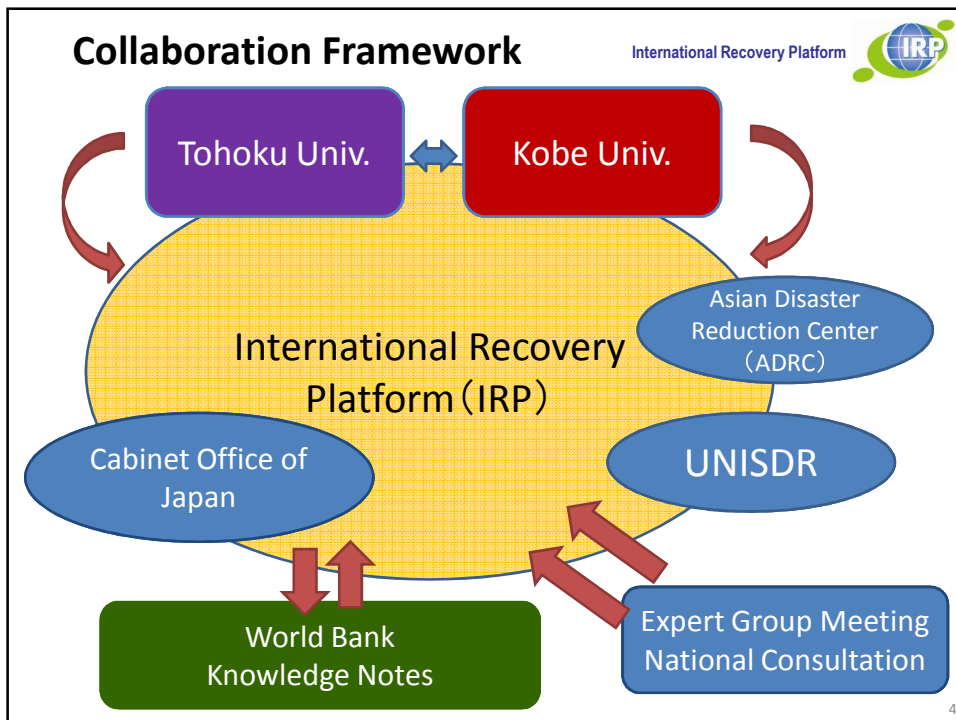 Collaboration Framework
International Recovery Platform
IRP
Tohoku Univ.
Kobe Univ.
Asian Disaster
Reduction Center
（ADRC）
International Recovery
Platform（IRP）
Cabinet Office of
Japan
UNISDR
World Bank
Knowledge Notes
Expert Group Meeting
National Consultation
4